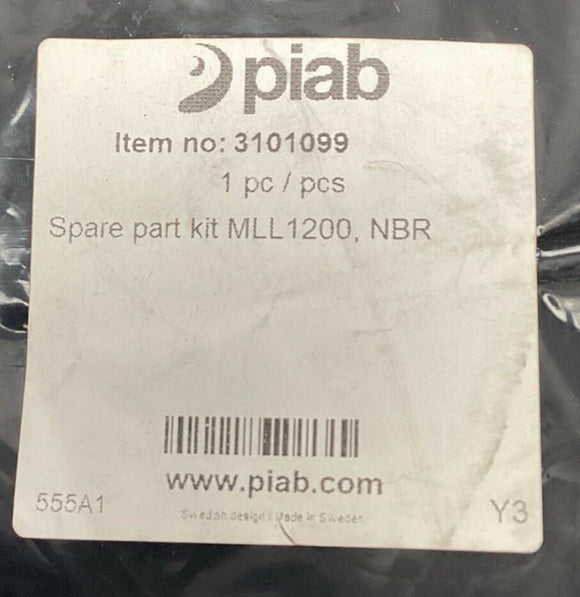 piab
Item no: 3101099
1 pc / pcs
Spare part kit MLL1200, NBR
www.piab.com
555A1
Swedish design / Made in Sweden
Y3